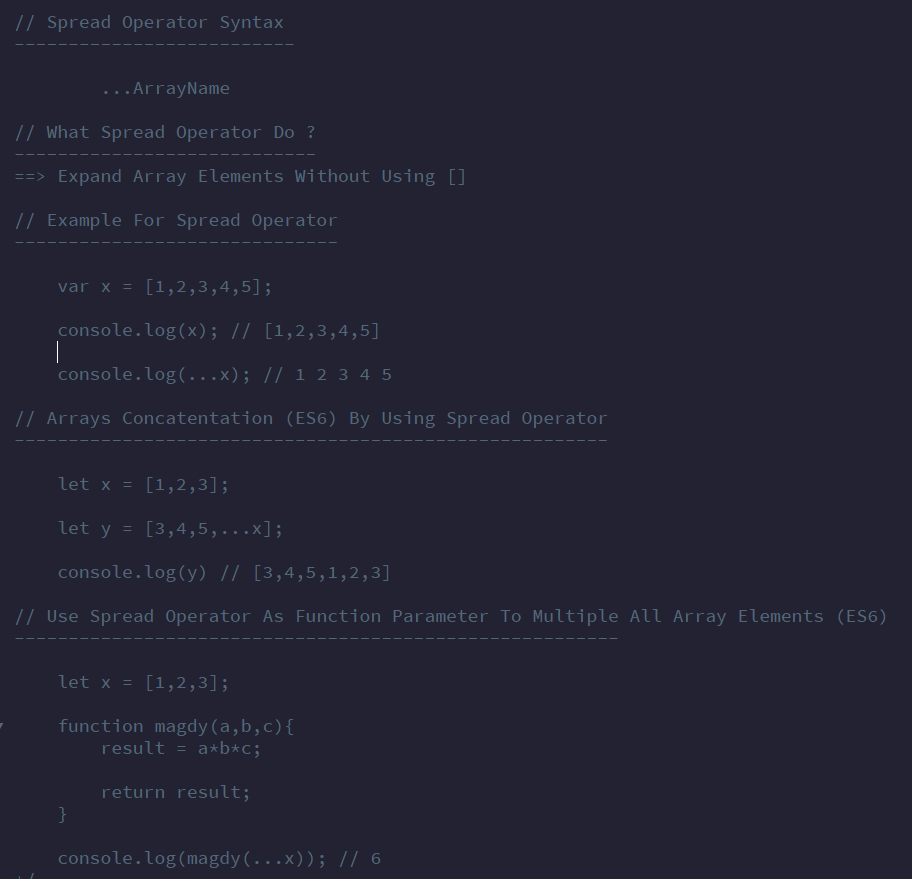 // Spread Operator Syntax
--------------------------
...ArrayName
// What Spread Operator Do ?
----------------------------
==> Expand Array Elements Without Using []
// Example For Spread Operator
------------------------------
var x = [1,2,3,4,5];
console.log(x); // [1,2,3,4,5]
console.log(...x); // 1 2 3 4 5
// Arrays Concatentation (ES6) By Using Spread Operator
-------------------------------------------------------
let x = [1,2,3];
let y = [3,4,5,...x];
console.log(y) // [3,4,5,1,2,3]
// Use Spread Operator As Function Parameter To Multiple All Array Elements (ES6)
--------------------------------------------------------
let x = [1,2,3];
function magdy(a,b,c){
result = a*b*c;
return result;
}
console.log(magdy(...x)); // 6